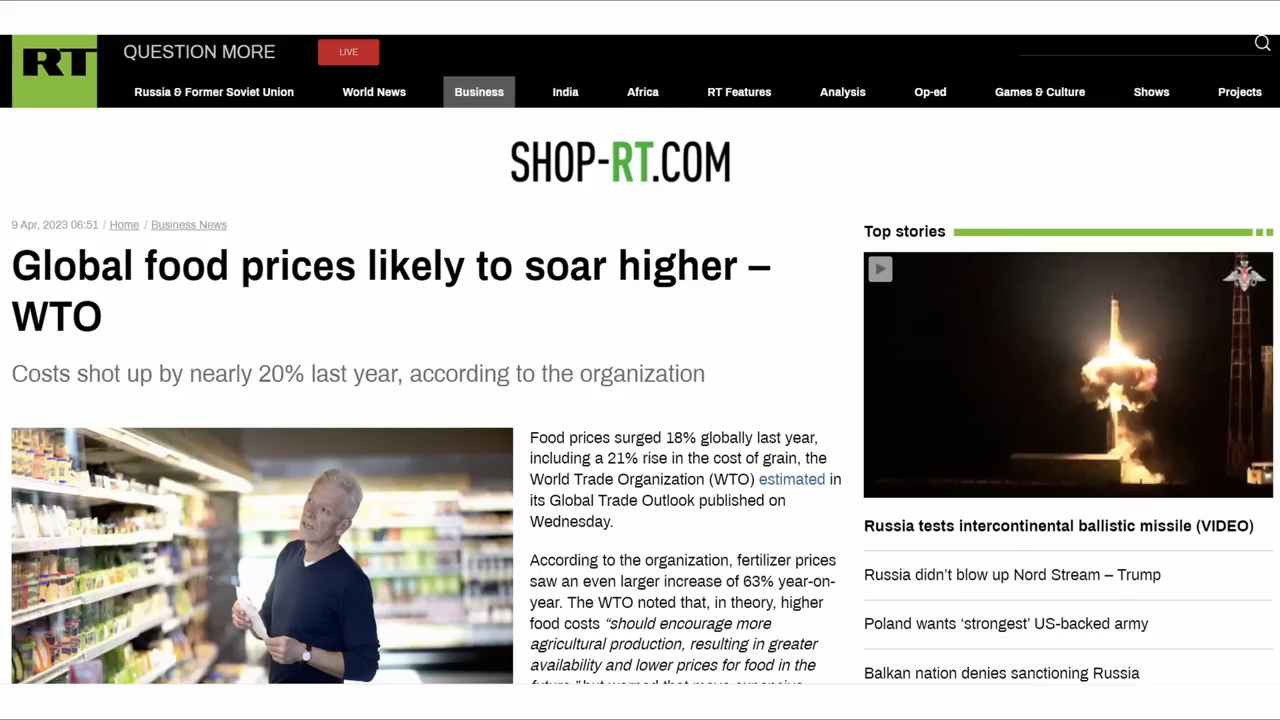 RT
QUESTION MORE
LIVE
Russia & Former Soviet Union
World News
Business
India
Africa
RT Features
Analysis
Op-ed
Games & Culture
Shows
Projects
SHOP-RT.COM
9 Apr, 2023 06:51 / Home / Business News
Global food prices likely to soar higher –
WTO
Costs shot up by nearly 20% last year, according to the organization
Food prices surged 18% globally last year,
including a 21% rise in the cost of grain, the
World Trade Organization (WTO) estimated in
its Global Trade Outlook published on
Wednesday.
According to the organization, fertilizer prices
saw an even larger increase of 63% year-on-
year. The WTO noted that, in theory, higher
food costs “should encourage more
agricultural production, resulting in greater
availability and lower prices for food in the
Top stories
Russia tests intercontinental ballistic missile (VIDEO)
Russia didn’t blow up Nord Stream – Trump
Poland wants ‘strongest’ US-backed army
Balkan nation denies sanctioning Russia